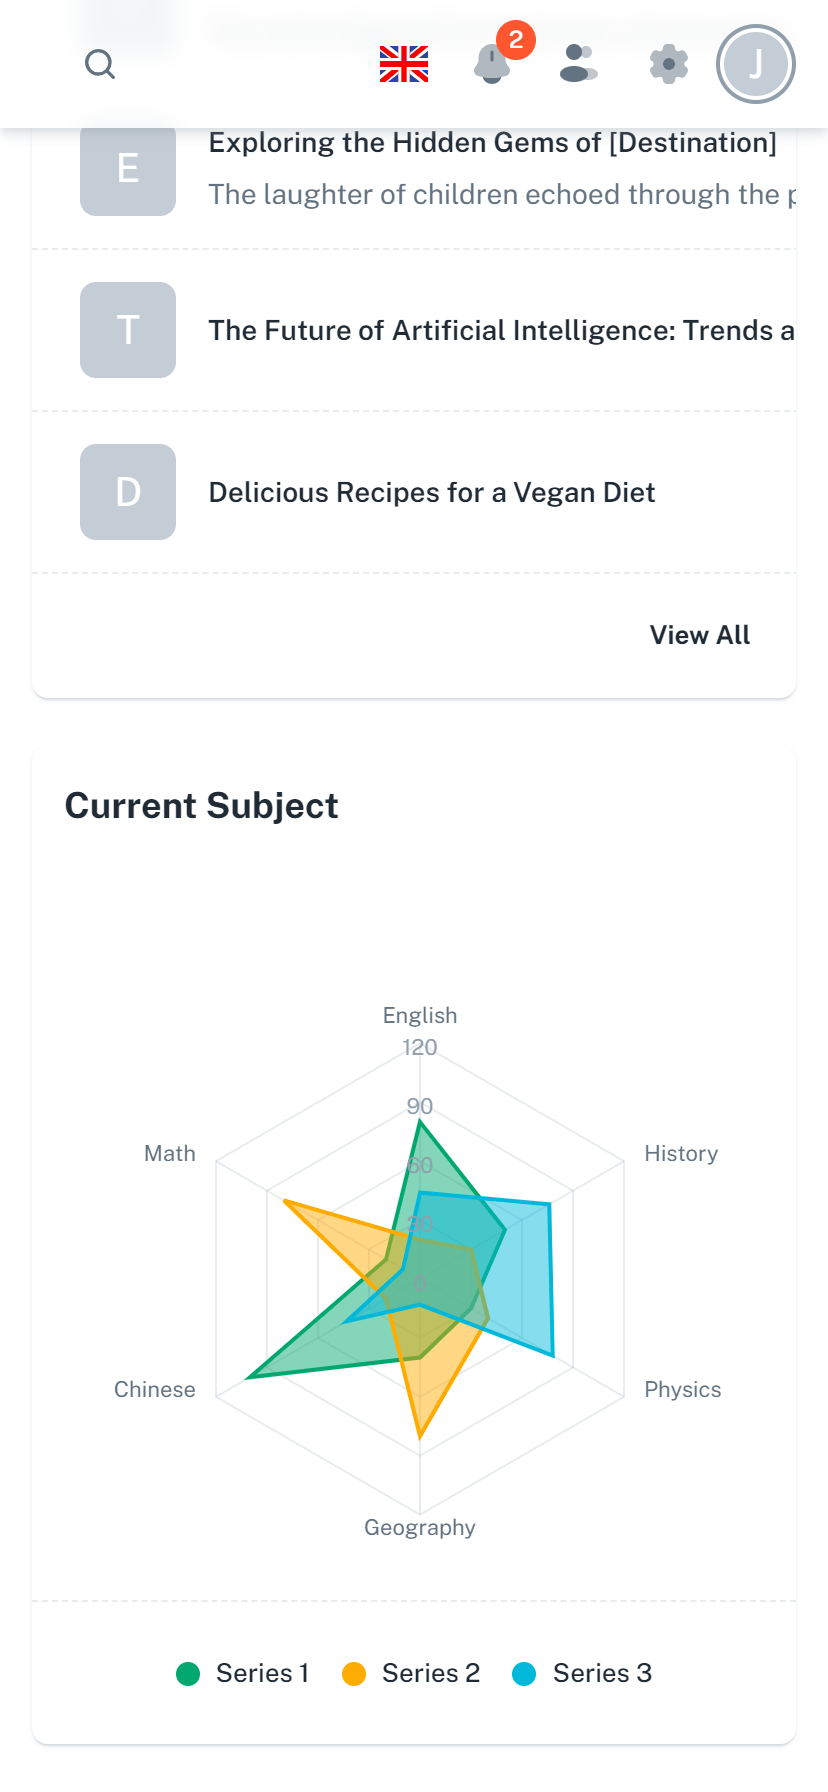 2
J
E
Exploring the Hidden Gems of [Destination]
The laughter of children echoed through the
T
The Future of Artificial Intelligence: Trends a
D
Delicious Recipes for a Vegan Diet
View All
Current Subject
English
120
90
60
30
0
Math
History
Chinese
Physics
Geography
Series 1
Series 2
Series 3